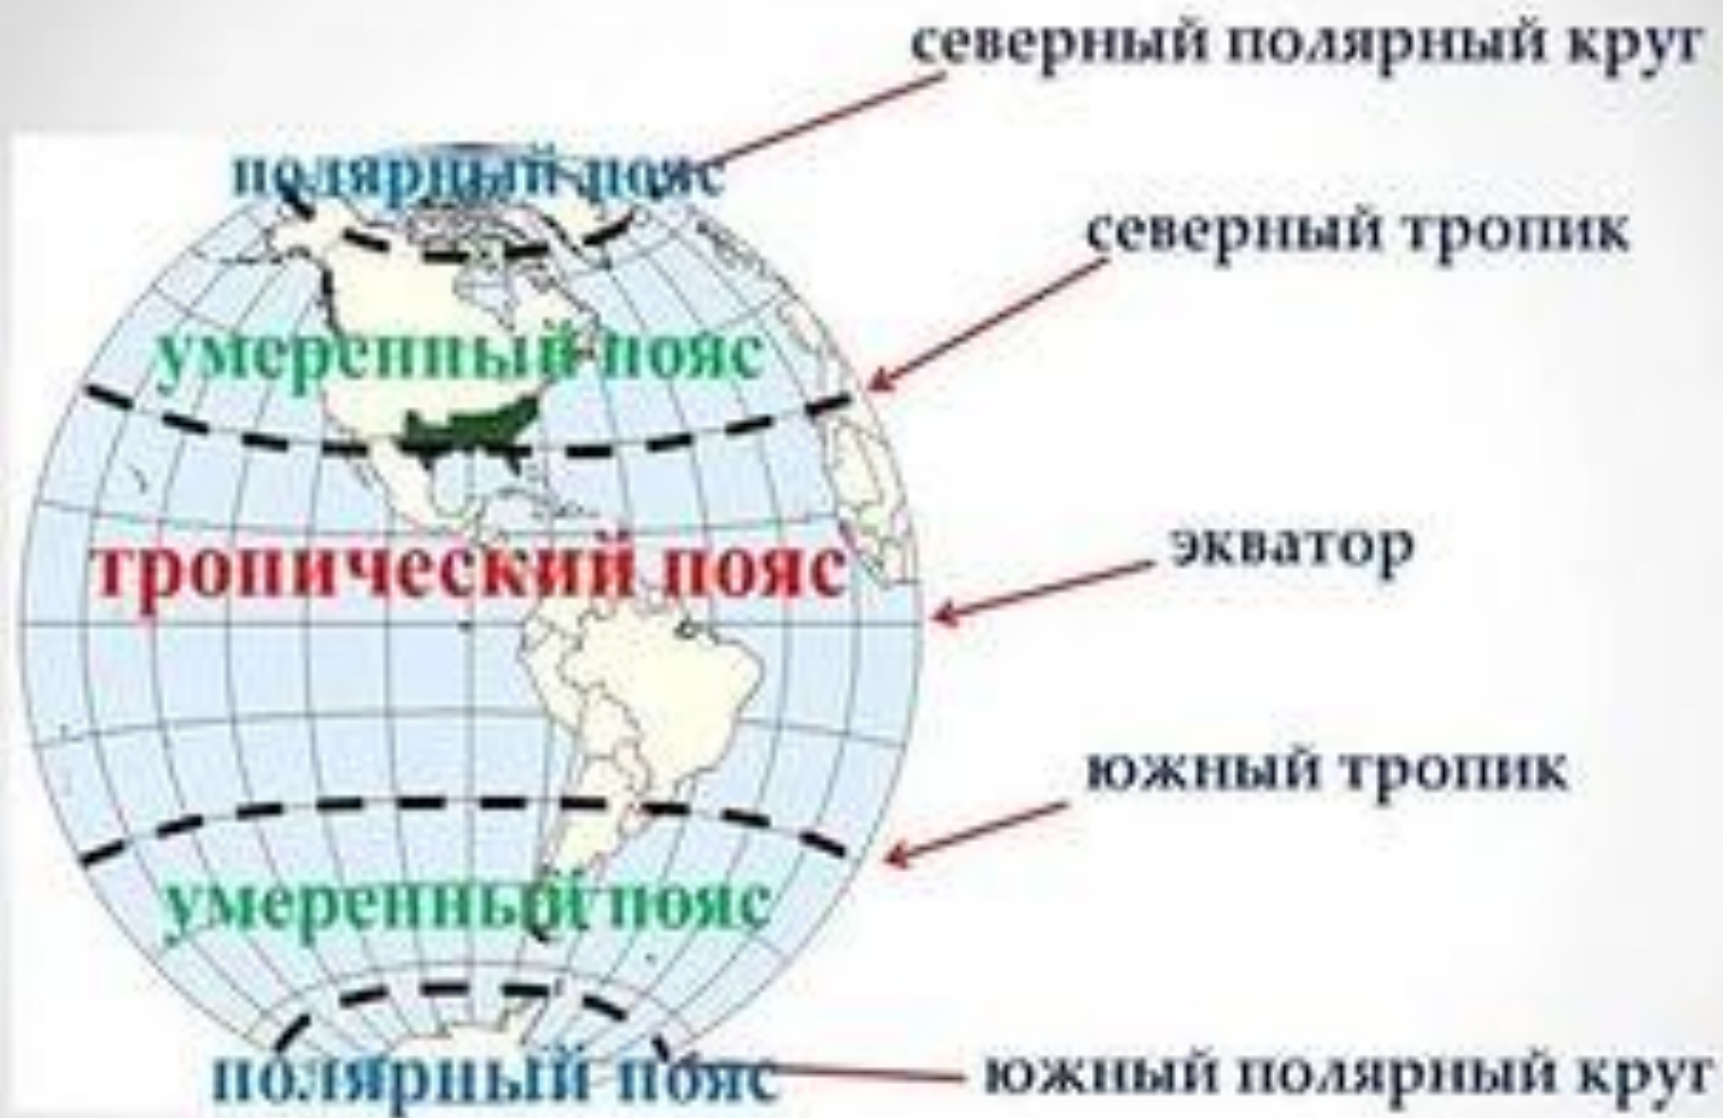 северный полярный круг
полярный пояс
северный тропик
умеренный пояс
экватор
тропический пояс
южный тропик
умеренный пояс
полярный пояс
южный полярный круг